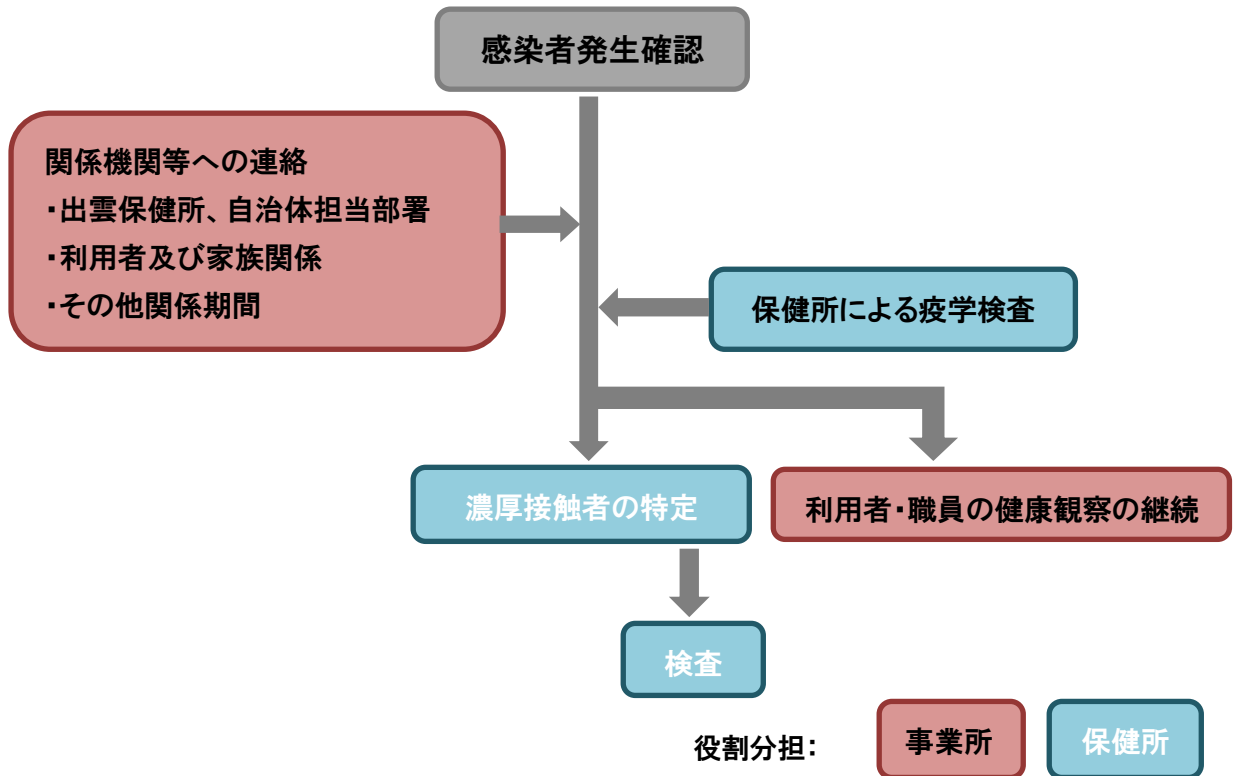 感染者発生確認
関係機関等への連絡
・出雲保健所、自治体担当部署
・利用者及び家族関係
・その他関係期間
保健所による疫学検査
濃厚接触者の特定
利用者・職員の健康観察の継続
検査
役割分担：
事業所
保健所